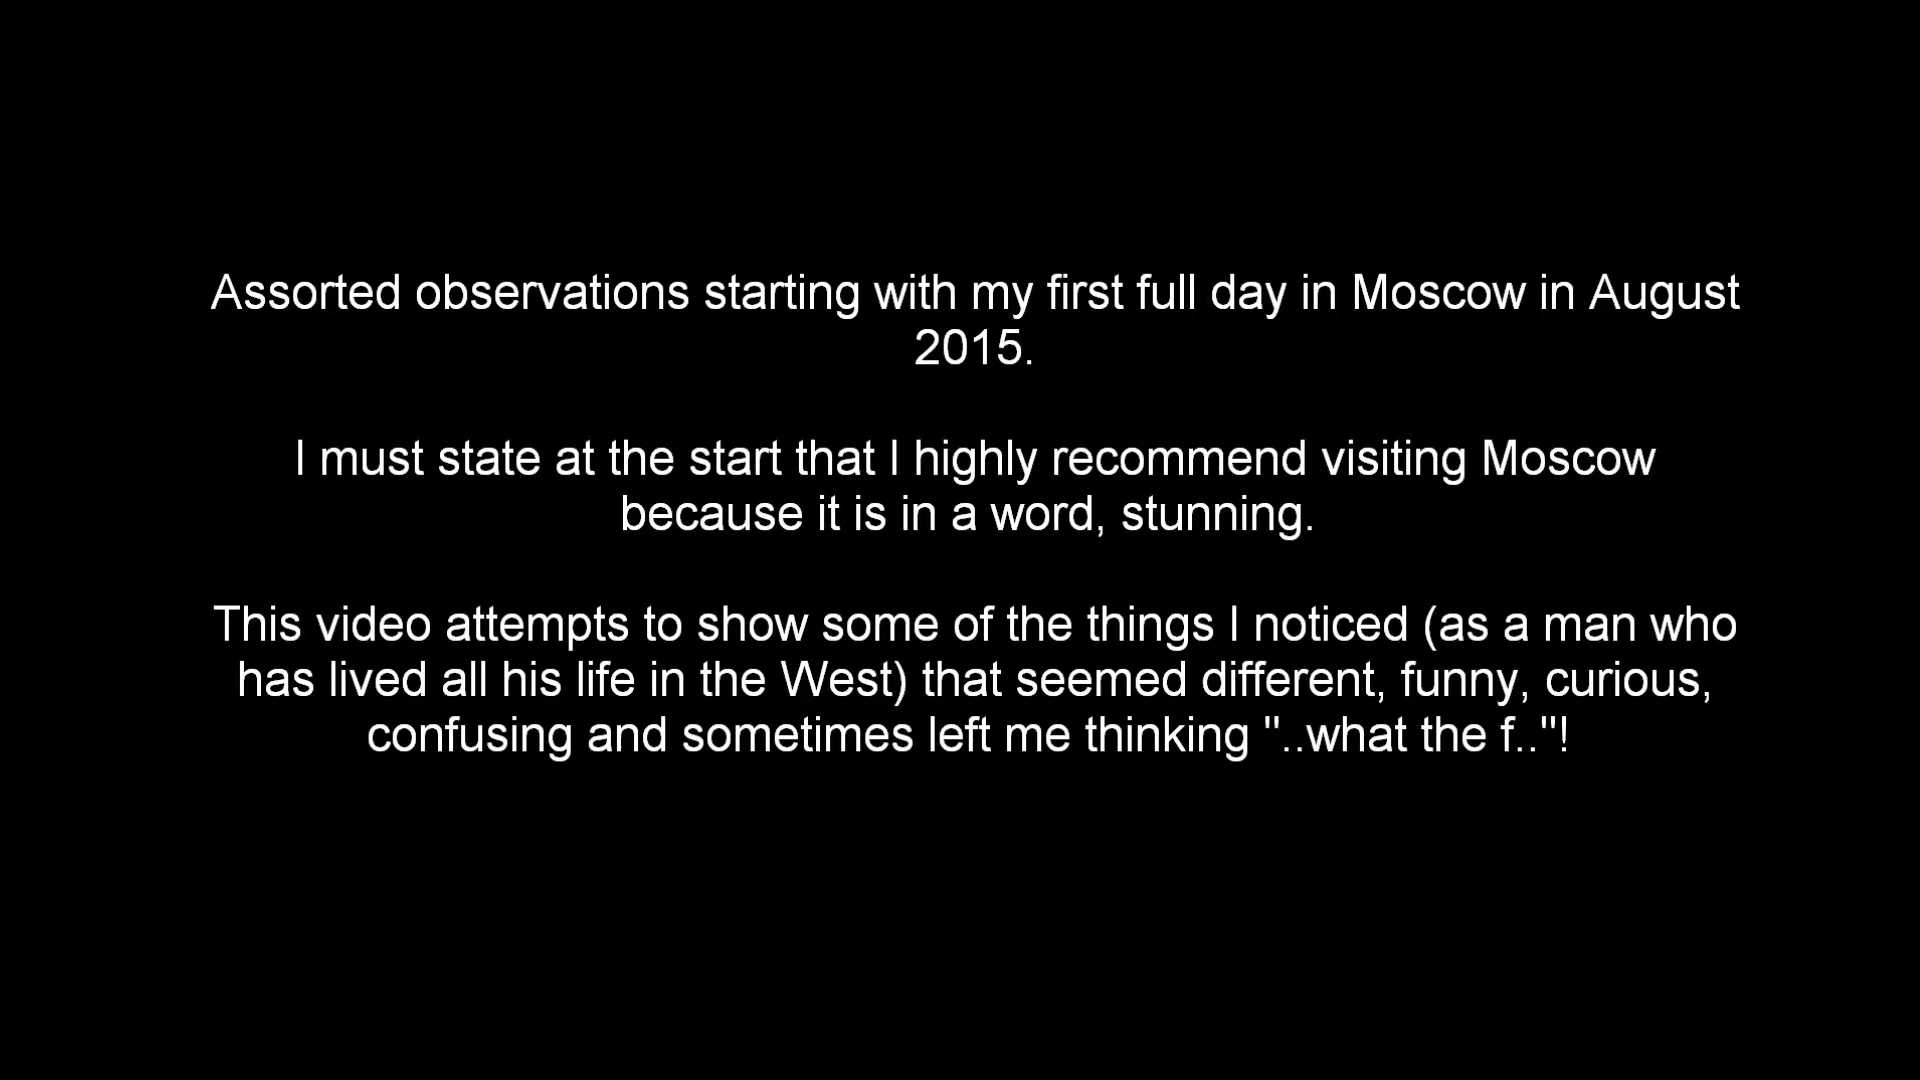 Assorted observations starting with my first full day in Moscow in August
2015.
I must state at the start that I highly recommend visiting Moscow
because it is in a word, stunning.
This video attempts to show some of the things I noticed (as a man who
has lived all his life in the West) that seemed different, funny, curious,
confusing and sometimes left me thinking "..what the f.."!